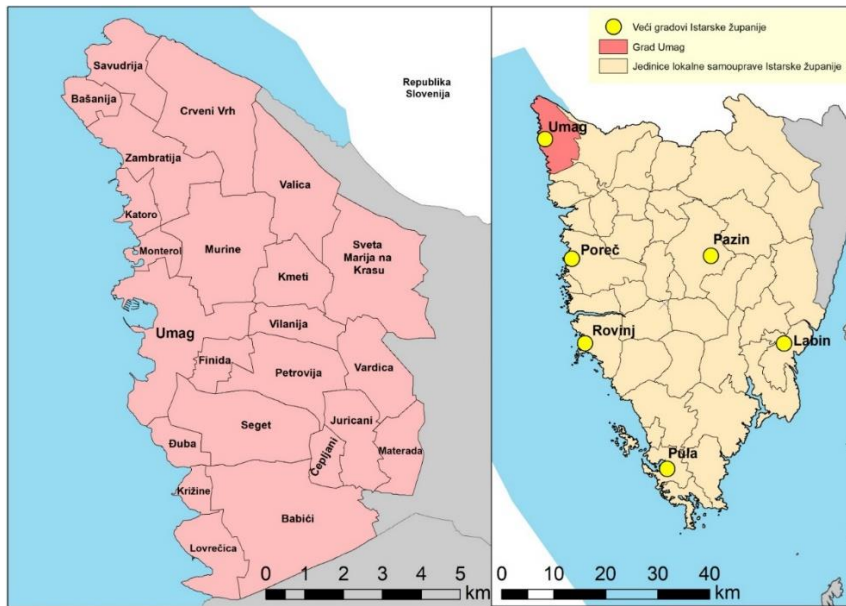 Savudrija
Bašanija
Crveni Vrh
Republika
Slovenija
Zambratija
Valica
Katoro
Monterol
Murine
Sveta
Marija na
Krasu
Kmeti
Umag
Vilanija
Finida
Petrovija
Vardica
Seget
Juricani
Đuba
Čepljani
Materada
Križine
Babići
Lovrečica
0 1 2 3 4 5
km
Veći gradovi Istarske županije
Grad Umag
Jedinice lokalne samouprave Istarske županije
Umag
Poreč
Pazin
Rovinj
Labin
Pula
0 10 20 30 40
km